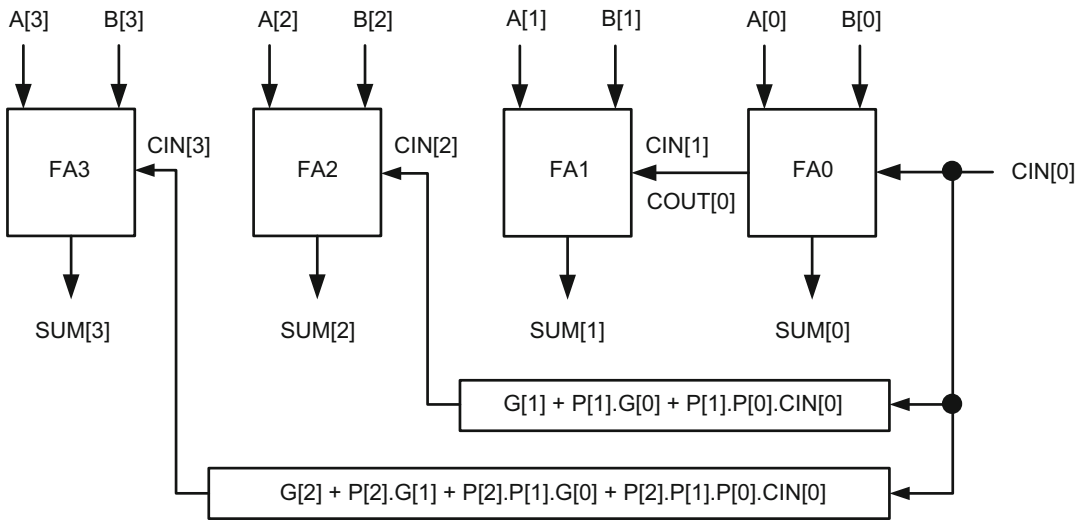 A[3] B[3] A[2] B[2] A[1] B[1] A[0] B[0]
CIN[3] CIN[2] CIN[1]
FA3 FA2 FA1 FA0 CIN[0]
COUT[0]
SUM[3] SUM[2] SUM[1] SUM[0]
G[1] + P[1].G[0] + P[1].P[0].CIN[0]
G[2] + P[2].G[1] + P[2].P[1].G[0] + P[2].P[1].P[0].CIN[0]